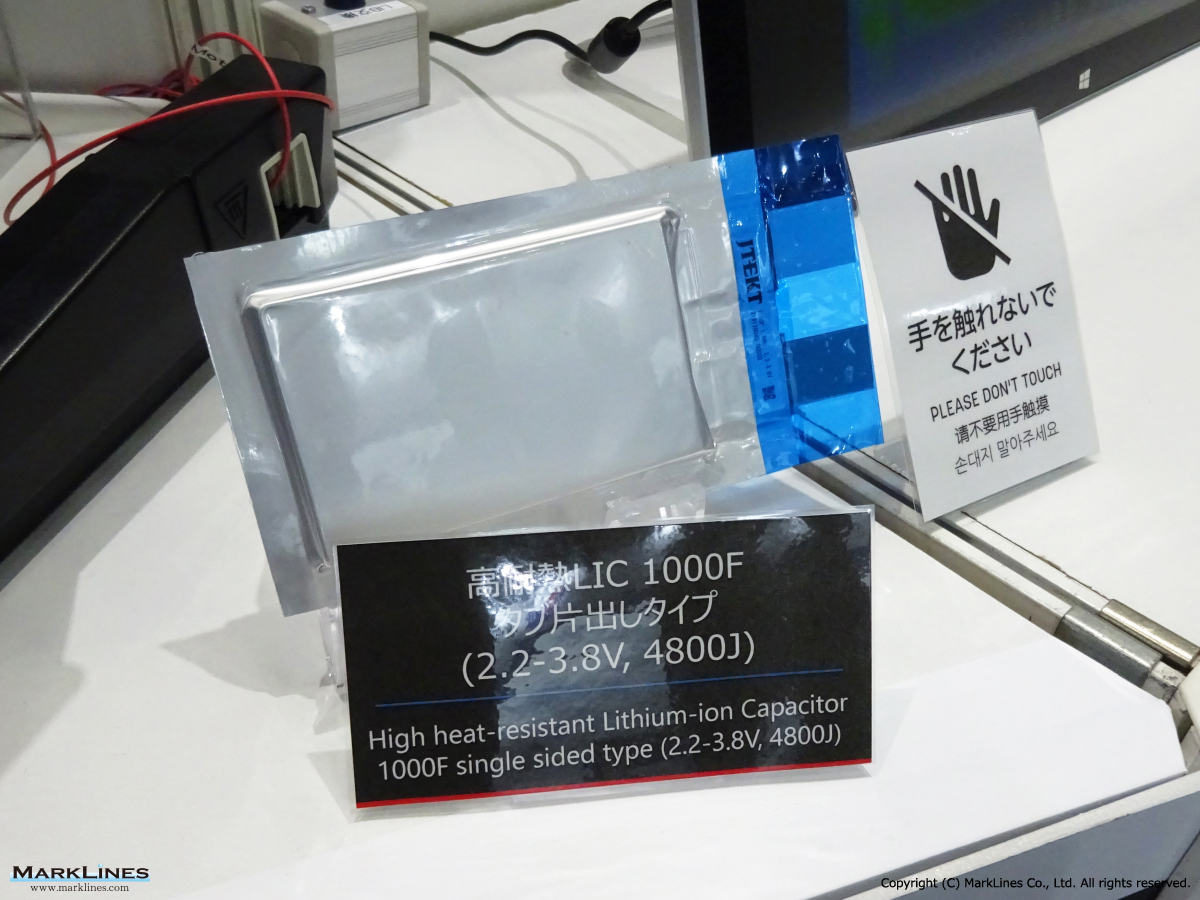 JTEKT
手を触れないで
ください
PLEASE DON'T TOUCH
请不要用手触摸
손대지 말아주세요
高耐熱LIC 1000F
タブ片出しタイプ
(2.2-3.8V, 4800J)
High heat-resistant Lithium-ion Capacitor
1000F single sided type (2.2-3.8V, 4800J)
MARKLINES
www.marklines.com
Copyright (C) MarkLines Co., Ltd. All rights reserved.